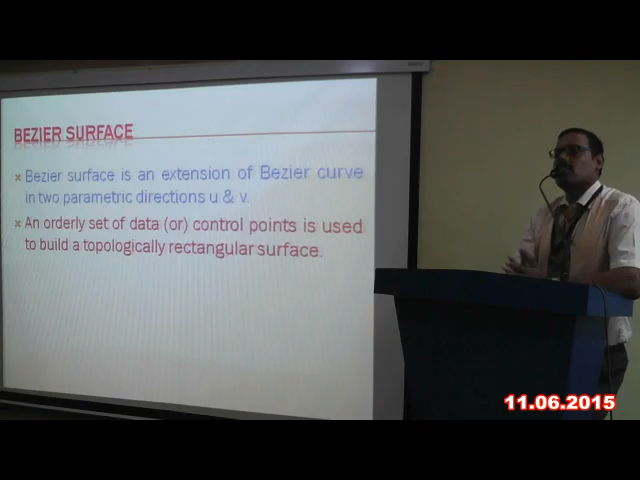 BEZIER SURFACE
Bezier surface is an extension of Bezier curve
in two parametric directions u & v.
An orderly set of data (or) control points is used
to build a topologically rectangular surface.
11.06.2015